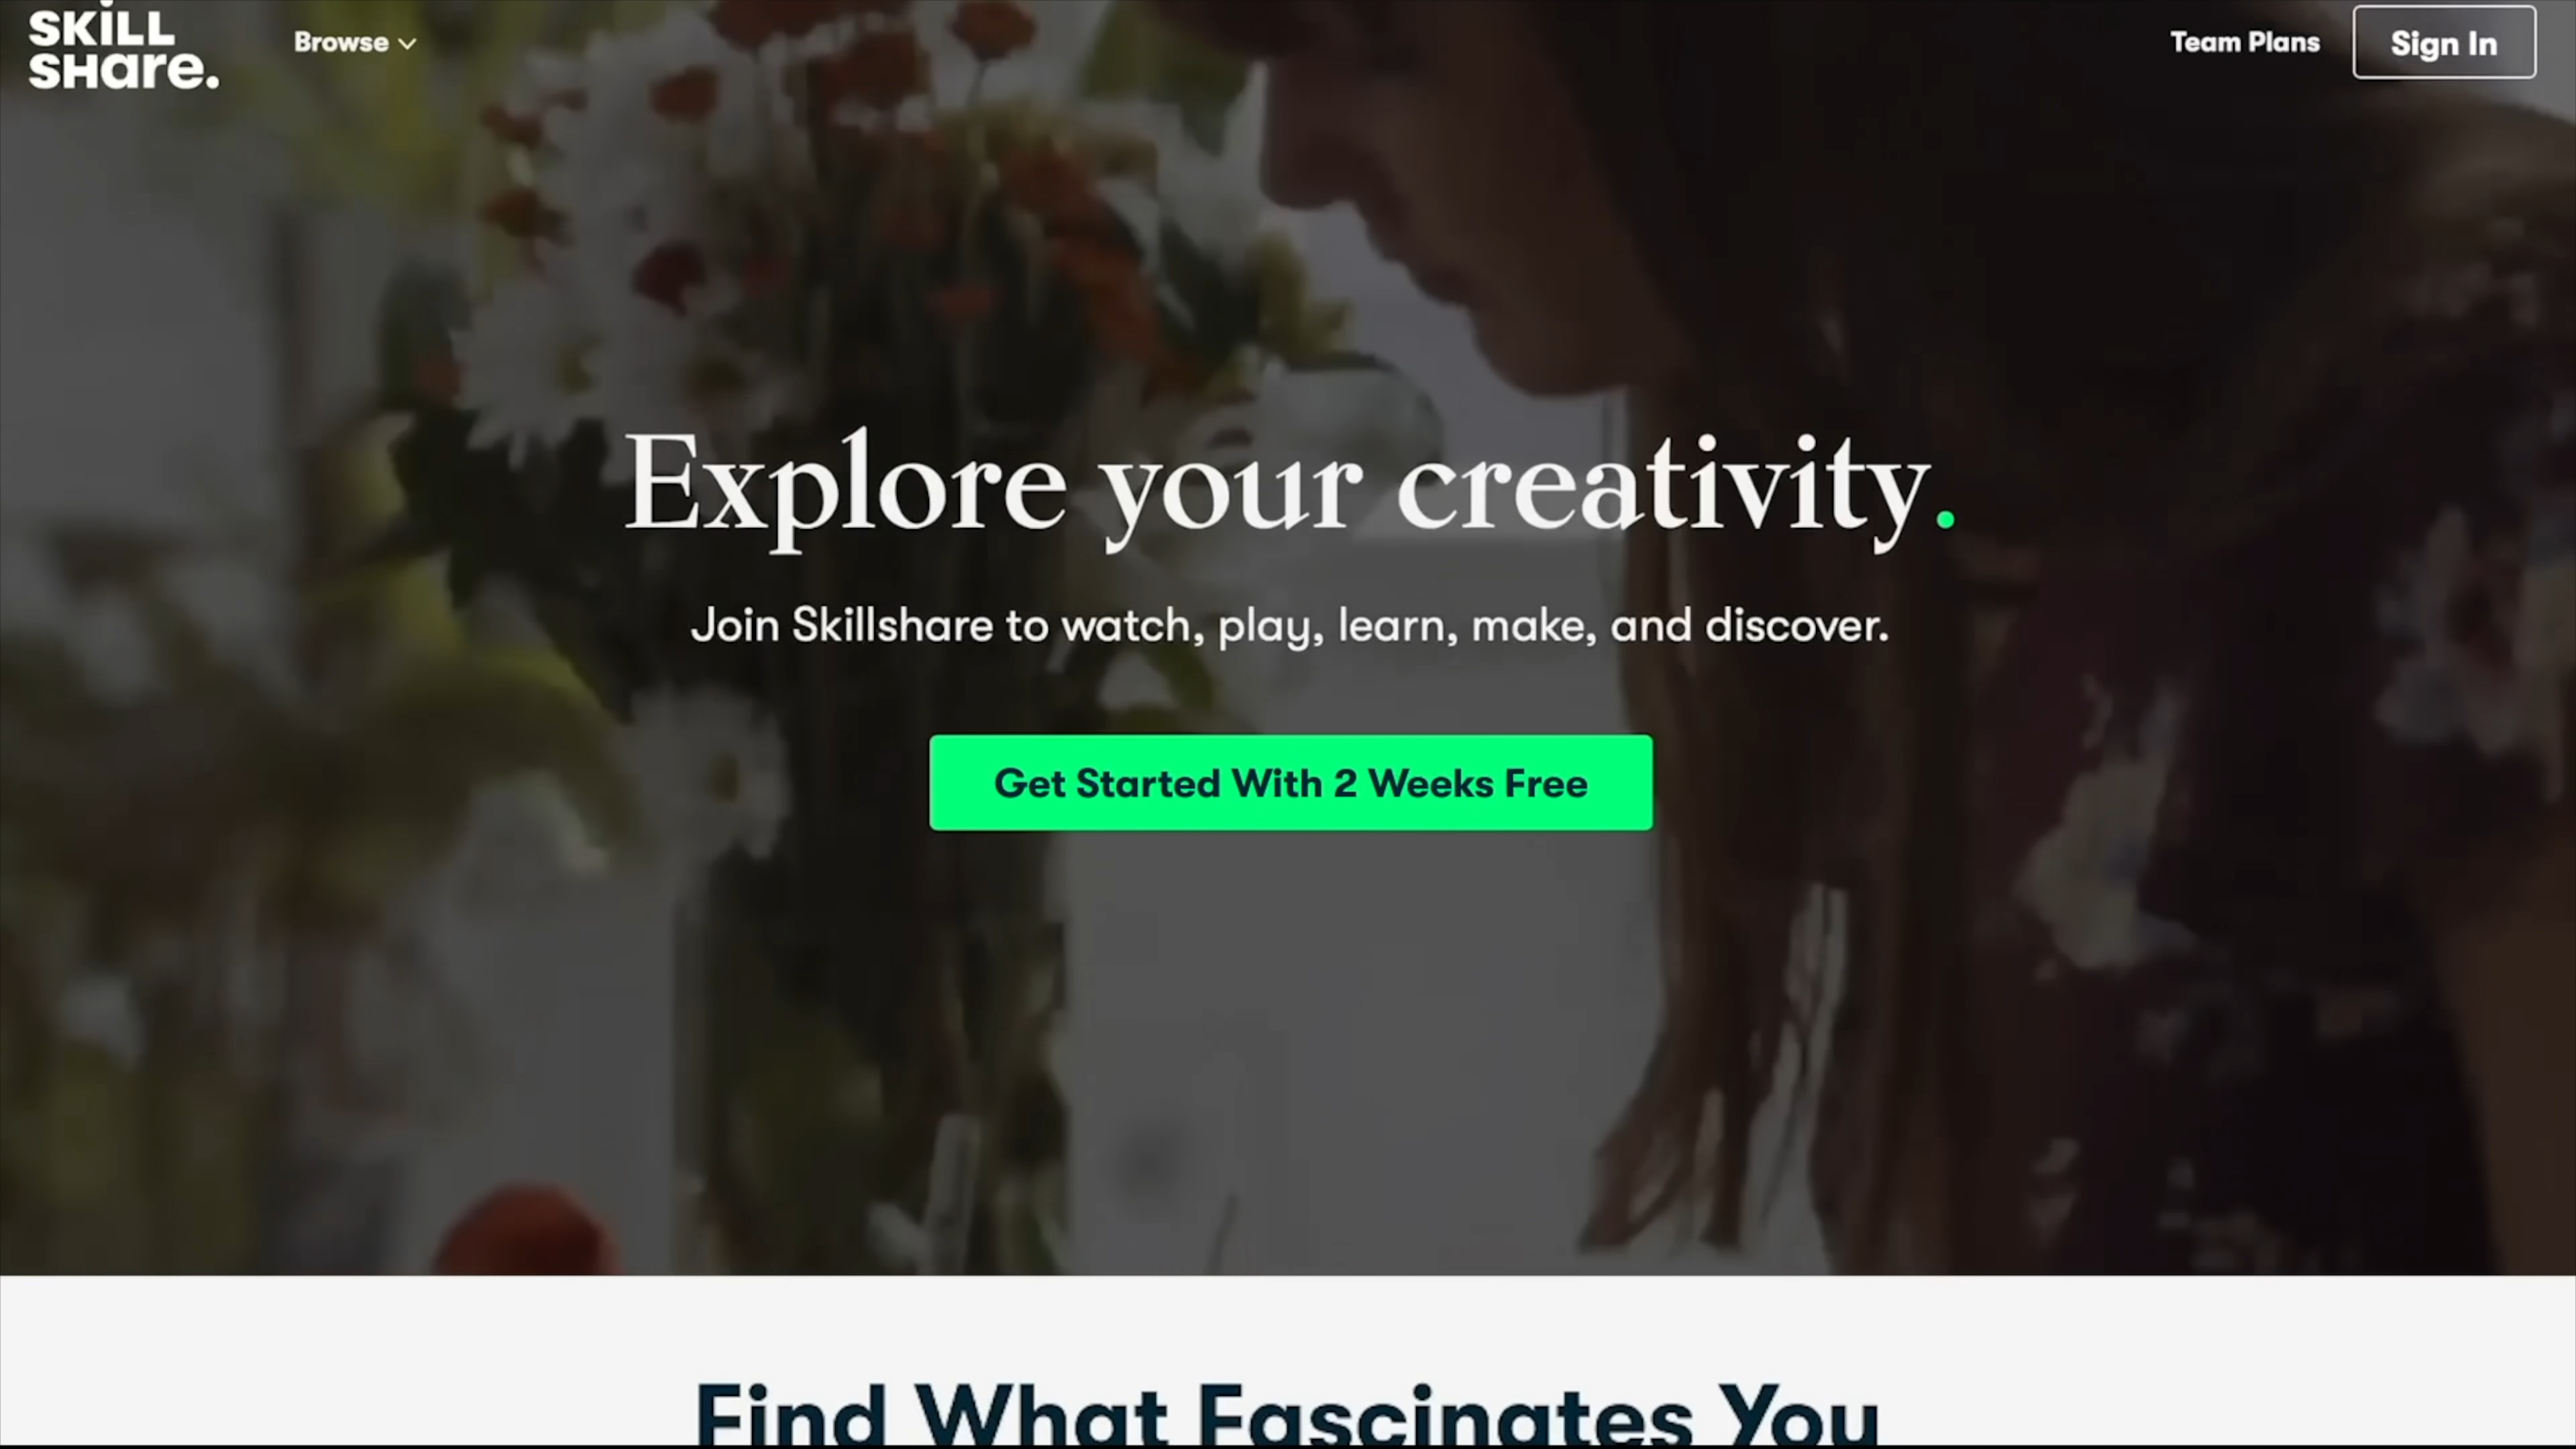 SKILL
SHare.
Browse
Team Plans
Sign In
Explore your creativity.
Join Skillshare to watch, play, learn, make, and discover.
Get Started With 2 Weeks Free
Find What Fascinates You